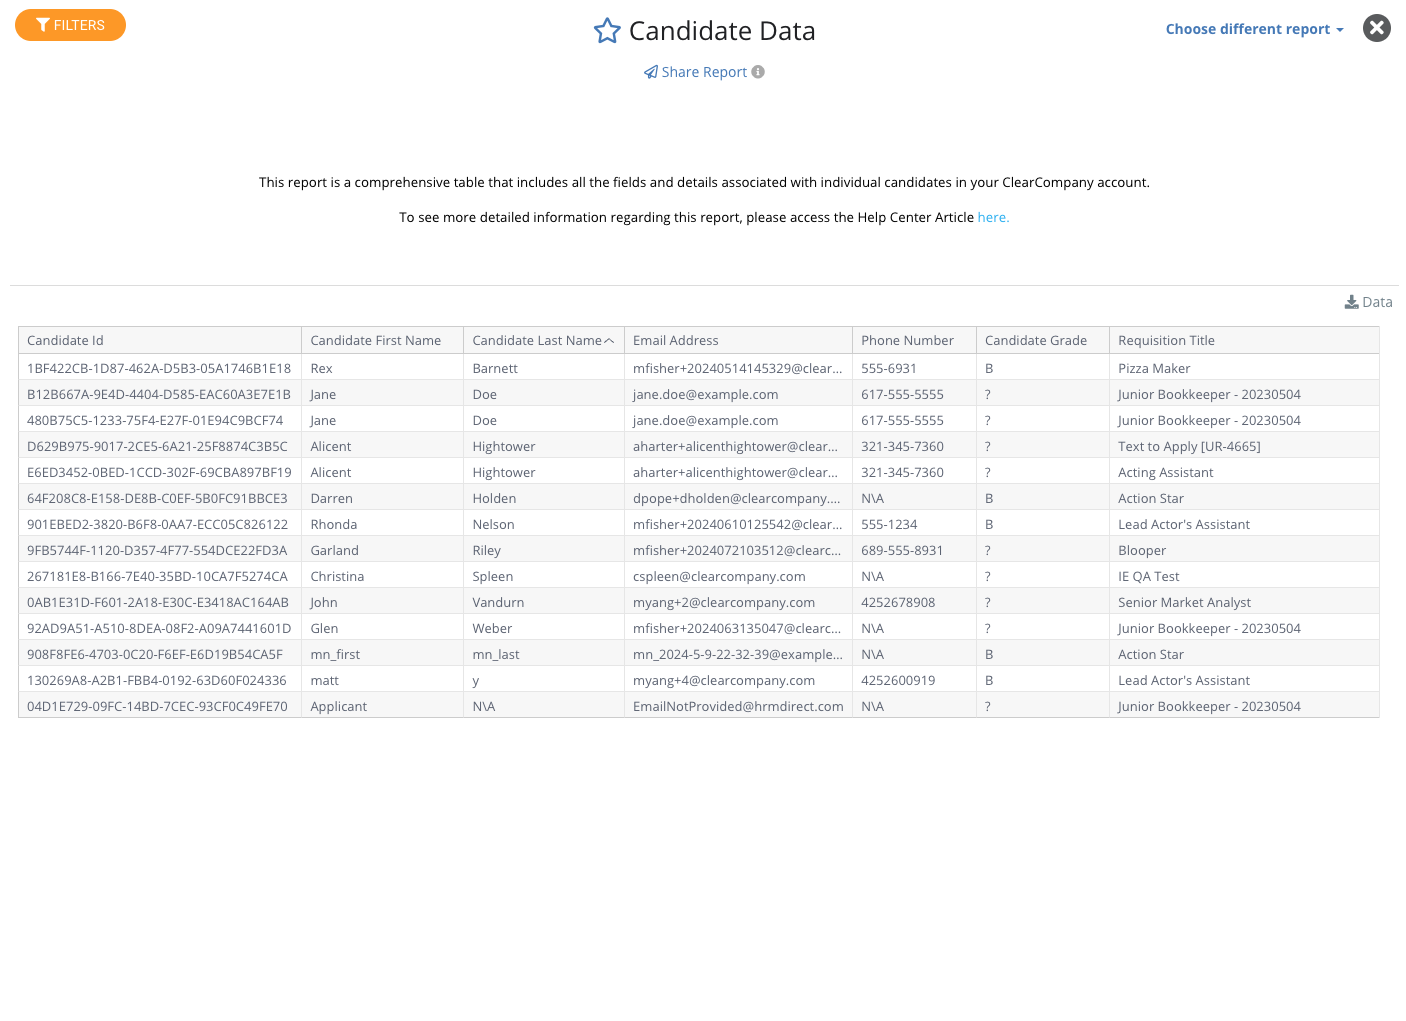 FILTERS
Candidate Data
Choose different report
Share Report
This report is a comprehensive table that includes all the fields and details associated with individual candidates in your ClearCompany account.
To see more detailed information regarding this report, please access the Help Center Article here.
Data
Candidate Id Candidate First Name Candidate Last Name Email Address Phone Number Candidate Grade Requisition Title
1BF422CB-1D87-462A-D5B3-05A1746B1E18 Rex Barnett mfisher+20240514145329@clear... 555-6931 B Pizza Maker
B12B667A-9E4D-4404-D585-EAC60A3E7E1B Jane Doe jane.doe@example.com 617-555-5555 ? Junior Bookkeeper - 20230504
480B75C5-1233-75F4-E27F-01E94C9BCF74 Jane Doe jane.doe@example.com 617-555-5555 ? Junior Bookkeeper - 20230504
D629B975-9017-2CE5-6A21-25F8874C3B5C Alicent Hightower aharter+alicenthightower@clear... 321-345-7360 ? Text to Apply [UR-4665]
E6ED3452-0BED-1CCD-302F-69CBA897BF19 Alicent Hightower aharter+alicenthightower@clear... 321-345-7360 ? Acting Assistant
64F208C8-E158-DE8B-C0EF-5B0FC91BBCE3 Darren Holden dpope+dholden@clearcompany.... N\A B Action Star
901EBED2-3820-B6F8-0AA7-ECC05C826122 Rhonda Nelson mfisher+20240610125542@clear... 555-1234 B Lead Actor's Assistant
9FB5744F-1120-D357-4F77-554DCE22FD3A Garland Riley mfisher+2024072103512@clearc... 689-555-8931 ? Blooper
267181E8-B166-7E40-35BD-10CA7F5274CA Christina Spleen cspleen@clearcompany.com N\A ? IE QA Test
0AB1E31D-F601-2A18-E30C-E3418AC164AB John Vandurn myang+2@clearcompany.com 4252678908 ? Senior Market Analyst
92AD9A51-A510-8DEA-08F2-A09A7441601D Glen Weber mfisher+2024063135047@clearc... N\A ? Junior Bookkeeper - 20230504
908F8FE6-4703-0C20-F6EF-E6D19B54CA5F mn_first mn_last mn_2024-5-9-22-32-39@example... N\A B Action Star
130269A8-A2B1-FBB4-0192-63D60F024336 matt y myang+4@clearcompany.com 4252600919 B Lead Actor's Assistant
04D1E729-09FC-14BD-7CEC-93CF0C49FE70 Applicant N\A EmailNotProvided@hrmdirect.com N\A ? Junior Bookkeeper - 20230504